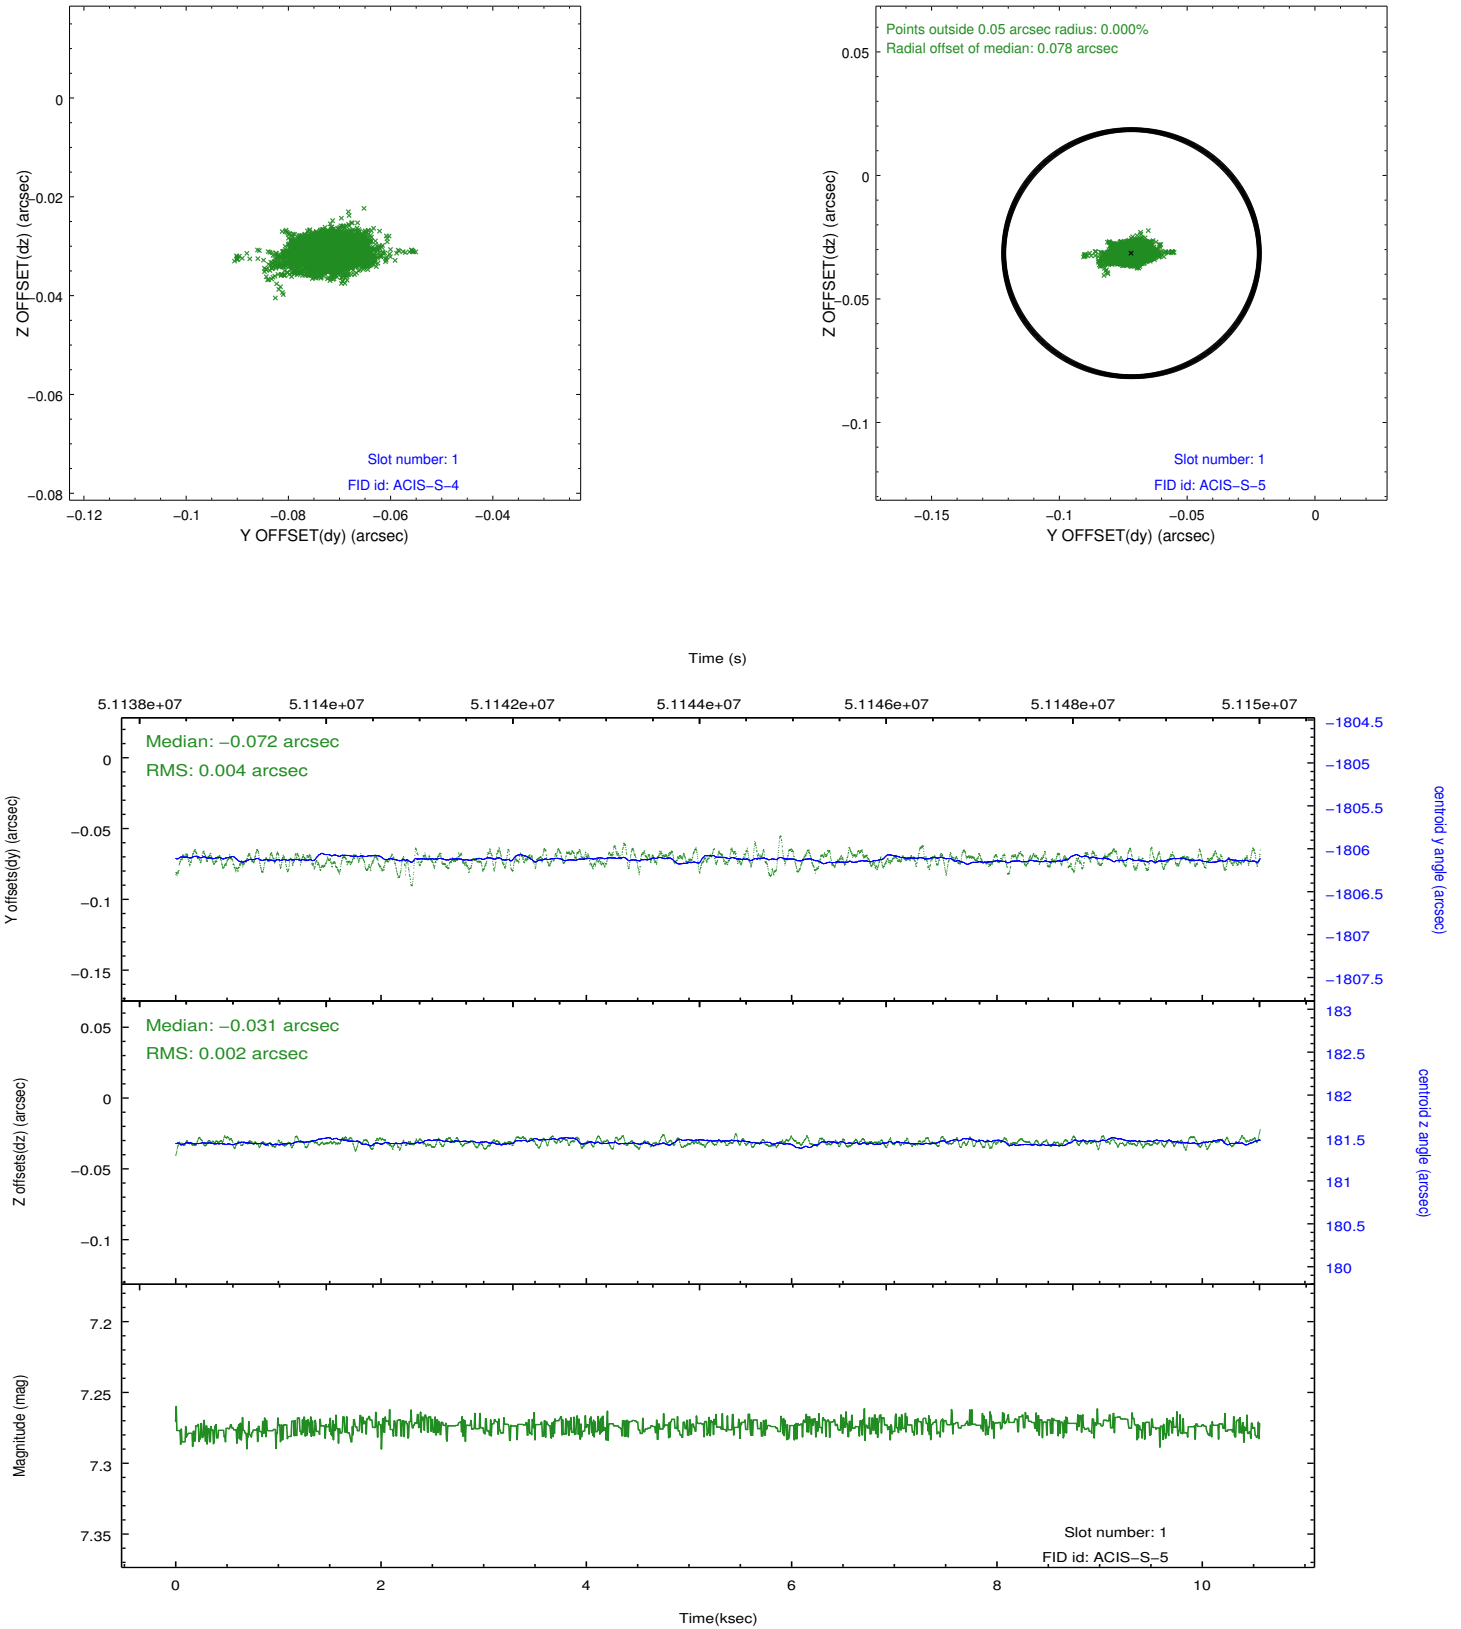 0
−0.02
−0.04
−0.06
−0.08
Z OFFSET(dz) (arcsec)
Slot number: 1
FID id: ACIS−S−4
−0.12 −0.1 −0.08 −0.06 −0.04
Y OFFSET(dy) (arcsec)
Points outside 0.05 arcsec radius: 0.000%
Radial offset of median: 0.078 arcsec
0.05
0
−0.05
−0.1
Z OFFSET(dz) (arcsec)
Slot number: 1
FID id: ACIS−S−5
−0.15 −0.1 −0.05 0
Y OFFSET(dy) (arcsec)
Time (s)
5.1138e+07 5.114e+07 5.1142e+07 5.1144e+07 5.1146e+07 5.1148e+07 5.115e+07
Median: −0.072 arcsec
RMS: 0.004 arcsec
0
−0.05
−0.1
−0.15
Y offsets(dy) (arcsec)
−1804.5
−1805
−1805.5
−1806
−1806.5
−1807
−1807.5
centroid y angle (arcsec)
Median: −0.031 arcsec
RMS: 0.002 arcsec
0.05
0
−0.05
−0.1
Z offsets(dz) (arcsec)
183
182.5
182
181.5
181
180.5
180
centroid z angle (arcsec)
7.2
7.25
7.3
7.35
Magnitude (mag)
Slot number: 1
FID id: ACIS−S−5
0 2 4 6 8 10
Time(ksec)